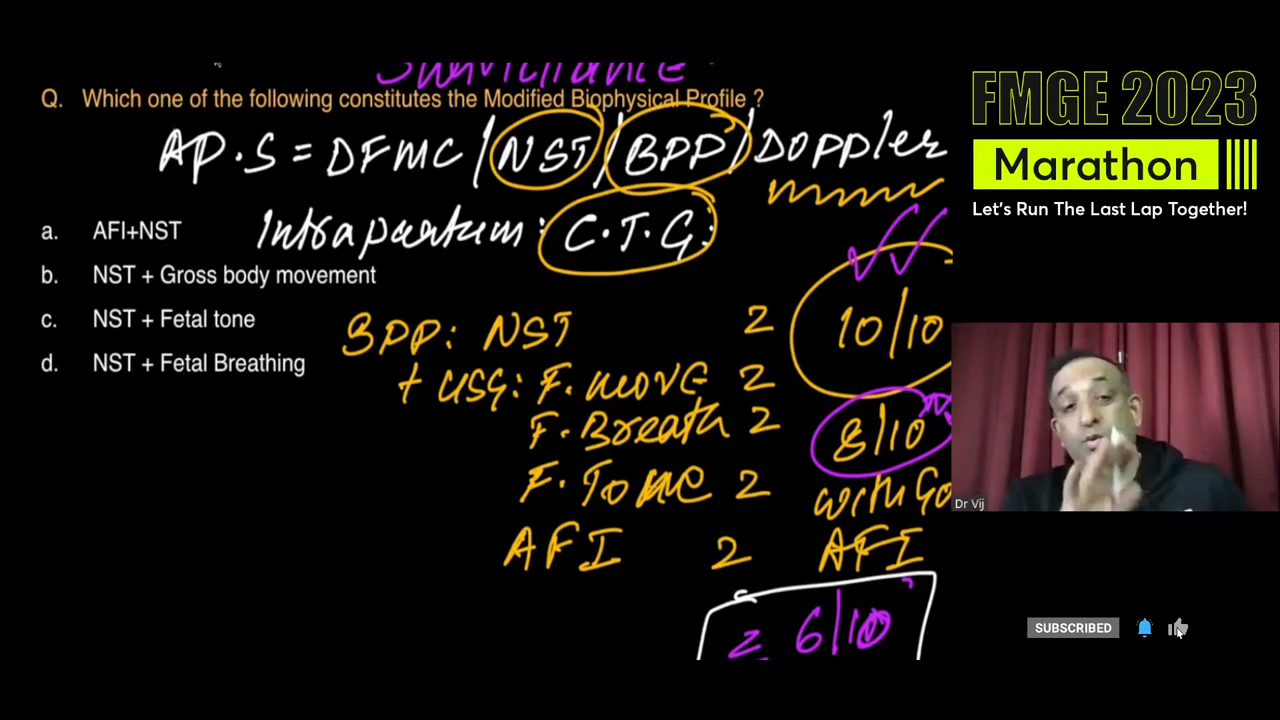 Surveillance
Q. Which one of the following constitutes the Modified Biophysical Profile ?
AP.S = DFMC / NST / BPP / Doppler
a. AFI+NST
Intrapartum: C.T.G.
b. NST + Gross body movement
c. NST + Fetal tone
d. NST + Fetal Breathing
BPP: NST 2 10/10
+ USG: F. move 2
F. Breath 2 8/10
F. Tone 2 with Go
AFI 2 AFI
6/10
FMGE 2023
Marathon
Let's Run The Last Lap Together!
Dr Vij
SUBSCRIBED